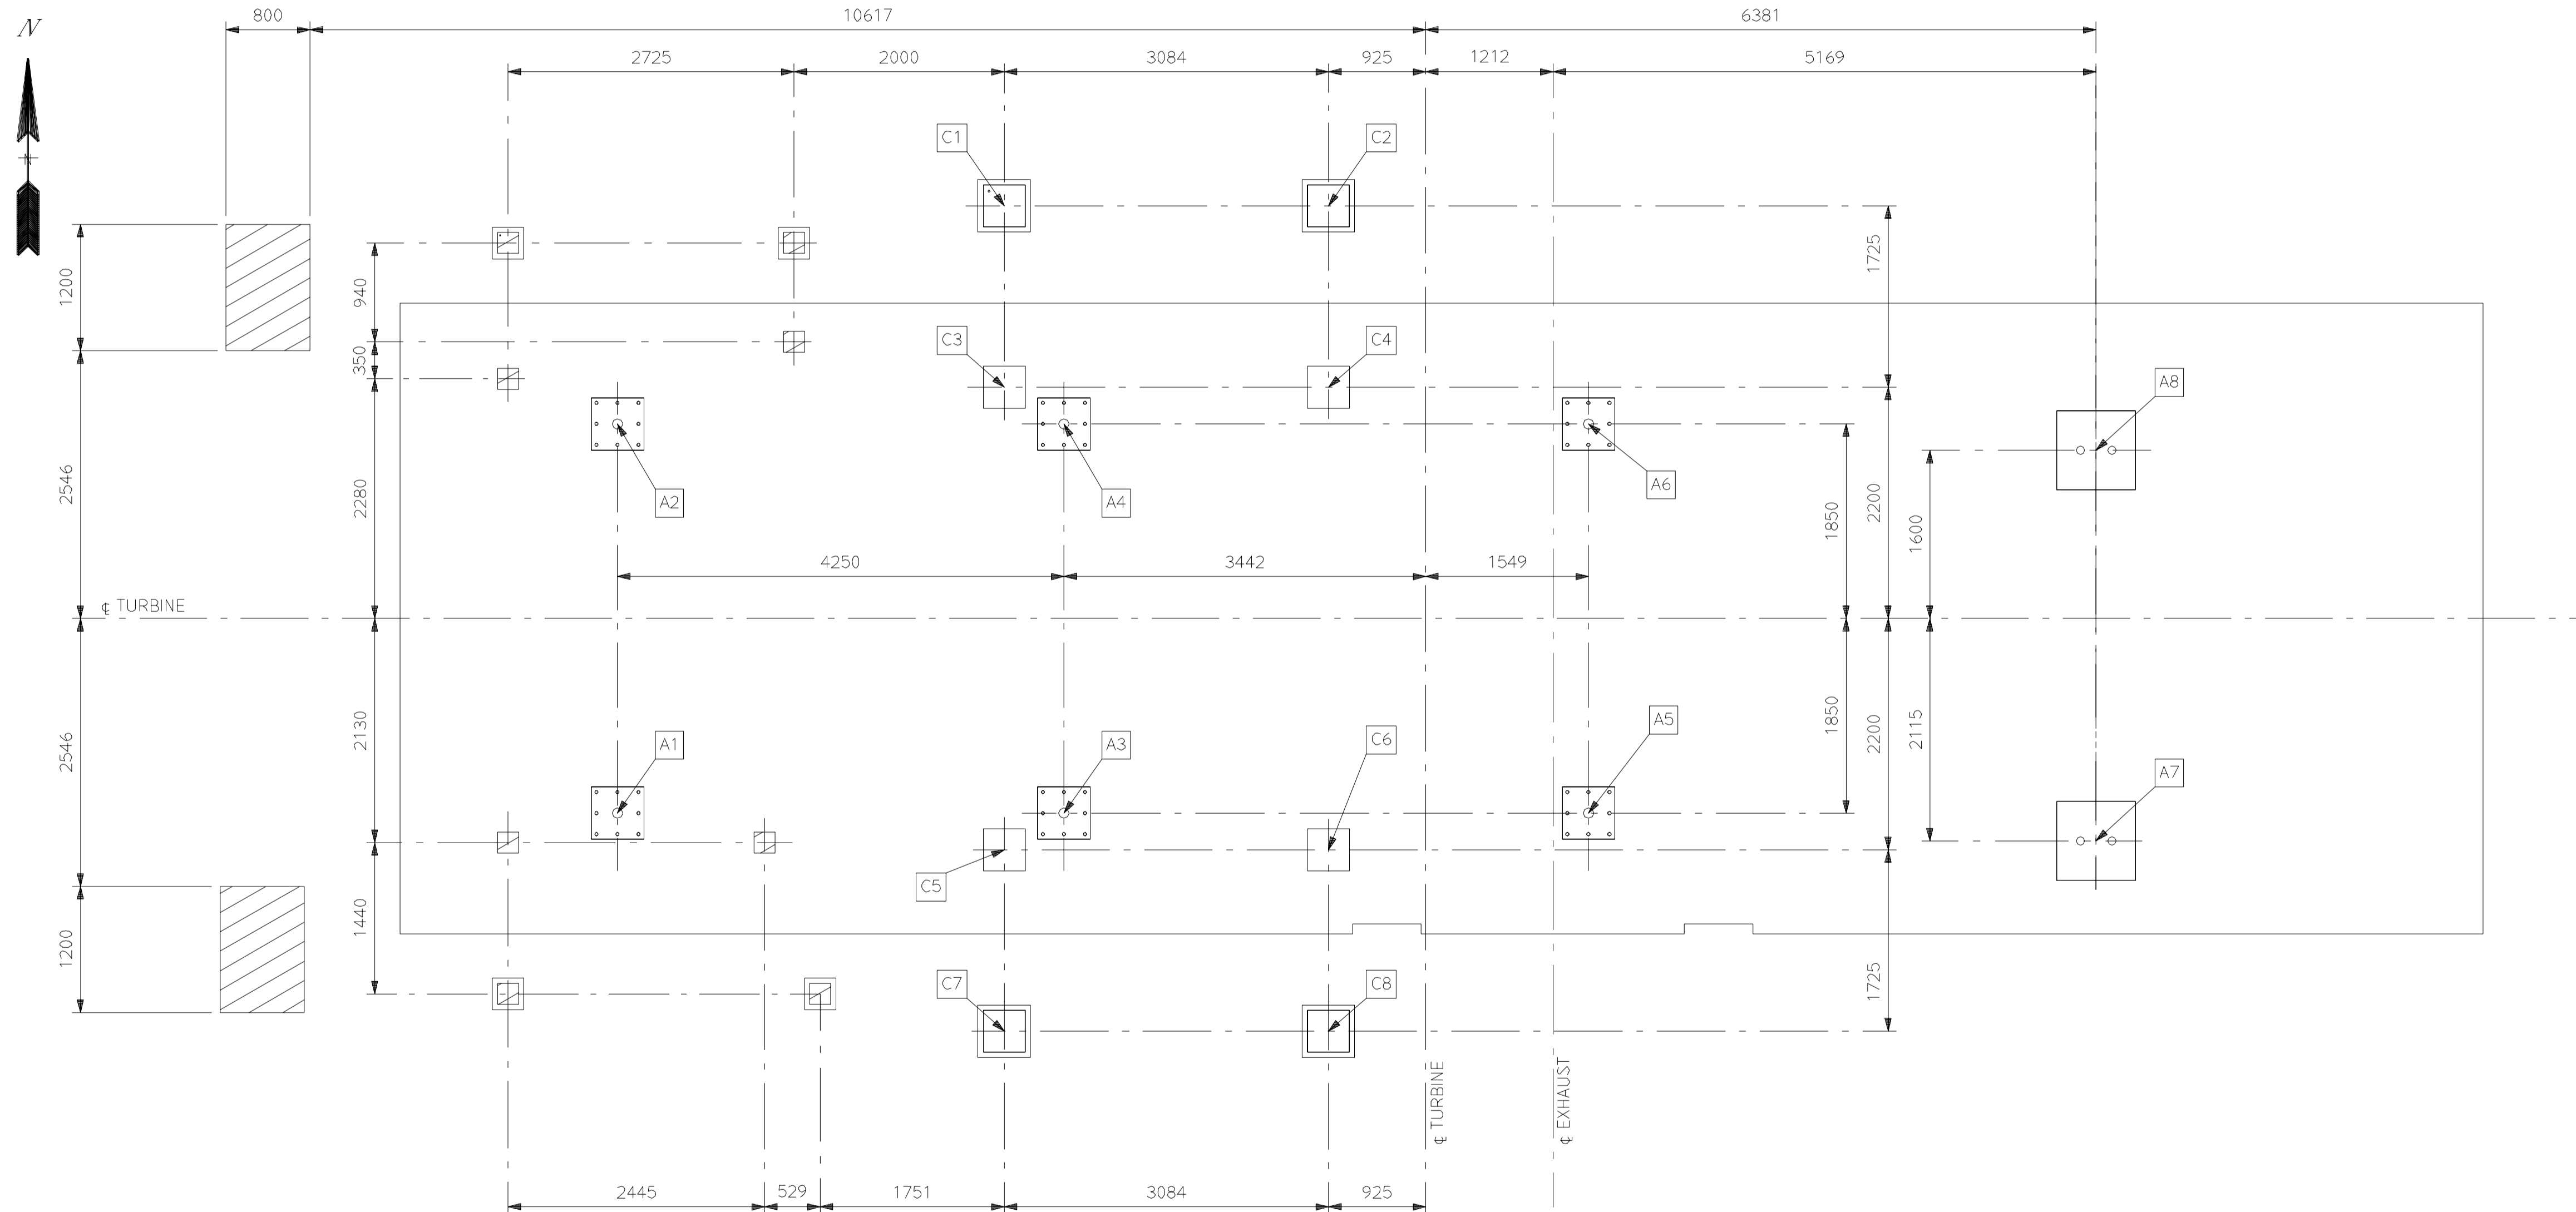 N
800
10617
6381
2725
2000
3084
925
1212
5169
C1
C2
N
1725
1200
940
C3
C4
350
A8
2546
2280
A2
A4
A6
2200
1850
1600
4250
3442
1549
℄ TURBINE
2546
2130
A1
A3
C6
A5
1850
2200
2115
A7
C5
1440
1200
C7
C8
1725
℄ TURBINE
℄ EXHAUST
2445
529
1751
3084
925